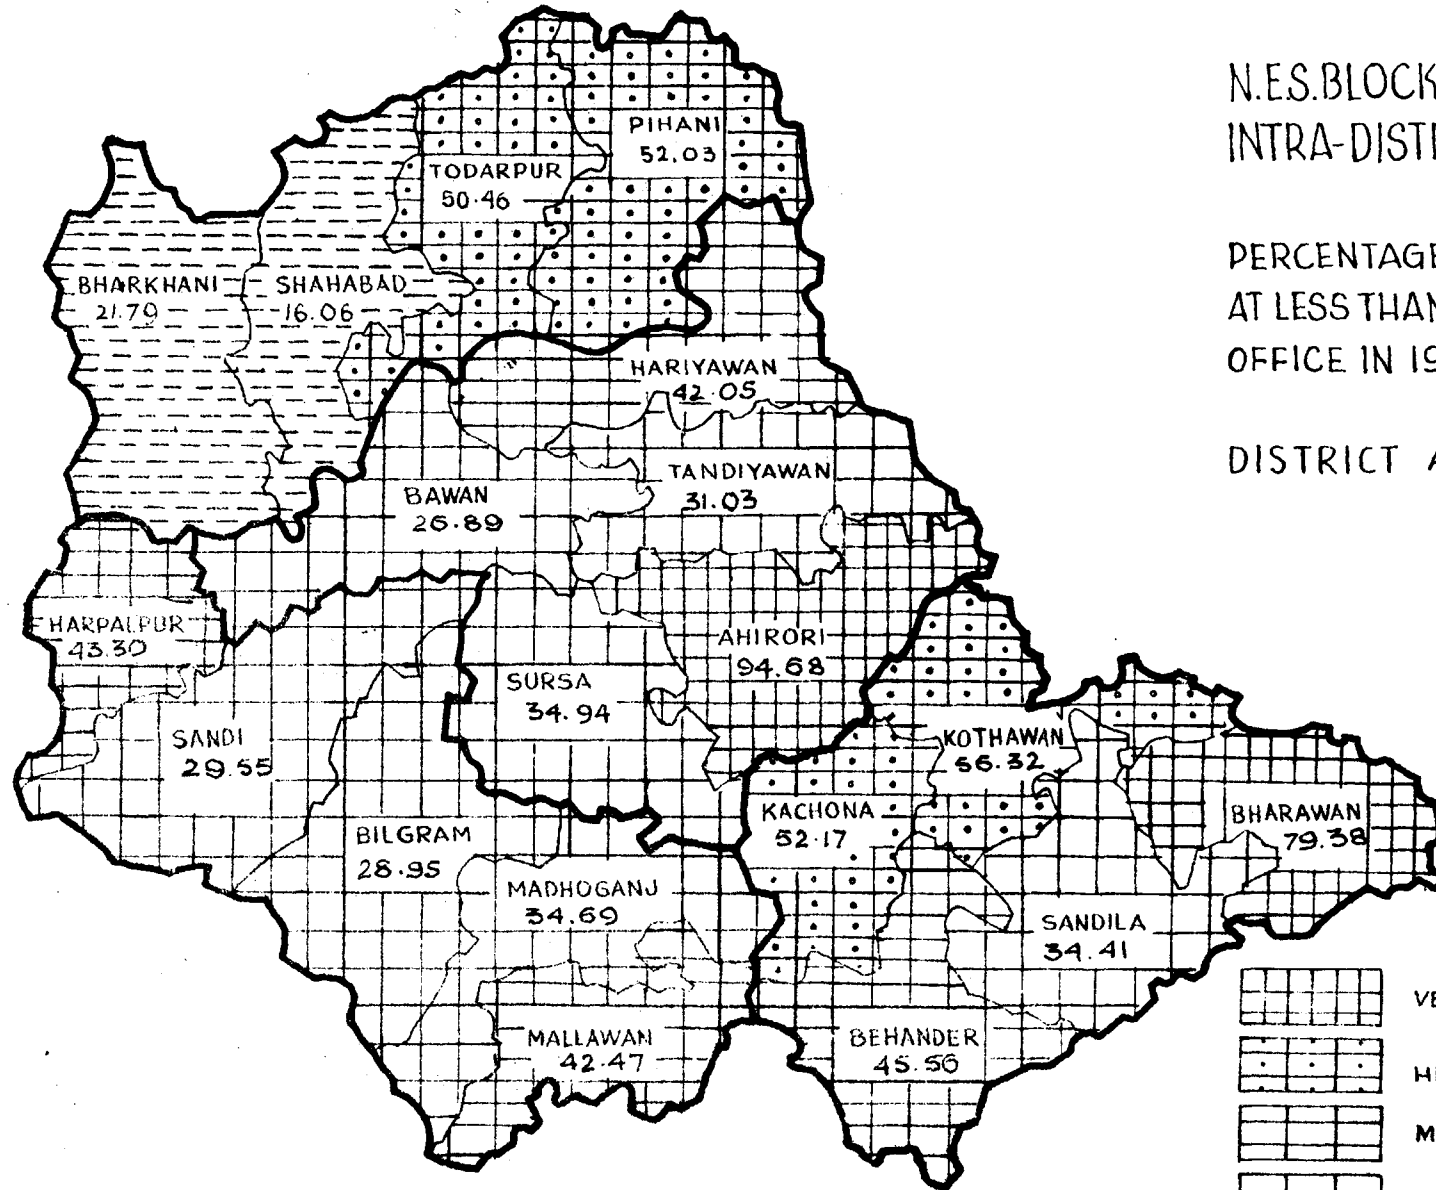 N.E.S.BLOCK
INTRA-DISTR
PERCENTAGE
AT LESS THAN
OFFICE IN 19
DISTRICT A
PIHANI
52.03
TODARPUR
50.46
BHARKHANI
21.79
SHAHABAD
16.06
HARIYAWAN
42.05
TANDIYAWAN
31.03
BAWAN
26.89
HARPALPUR
43.30
AHIRORI
94.68
SURSA
34.94
SANDI
29.55
KOTHAWAN
56.32
KACHONA
52.17
BHARAWAN
79.38
BILGRAM
28.95
MADHOGANJ
34.69
SANDILA
34.41
MALLAWAN
42.47
BEHANDER
45.56
VE
HI
M